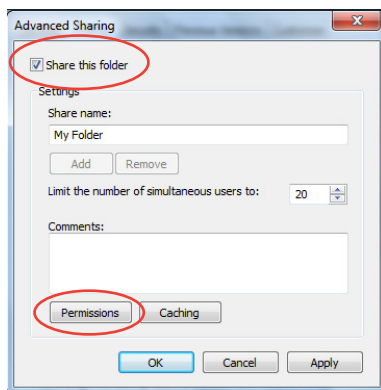 Advanced Sharing
Share this folder
Settings
Share name:
My Folder
Add Remove
Limit the number of simultaneous users to: 20
Comments:
Permissions Caching
OK Cancel Apply